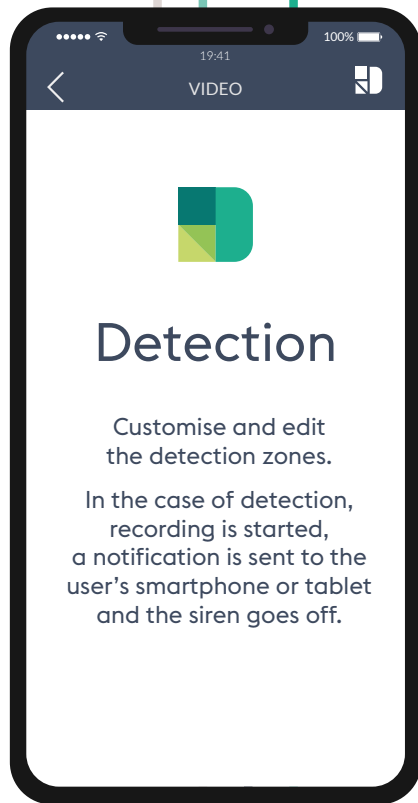 100%
19:41
VIDEO
Detection
Customise and edit
the detection zones.
In the case of detection,
recording is started,
a notification is sent to the
user's smartphone or tablet
and the siren goes off.